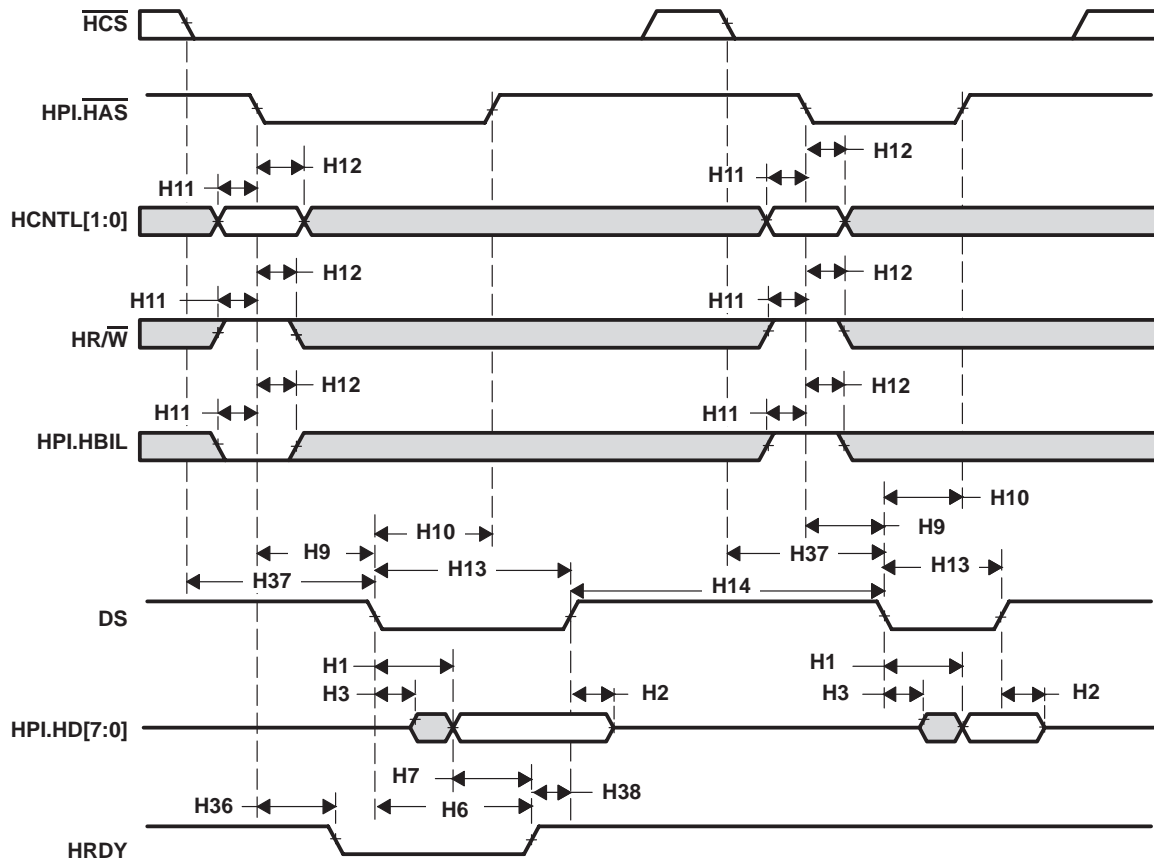 HCS
HPI.HAS
H12 H12
H11 H11
HCNTL[1:0]
H12 H12
H11 H11
HR/W
H12 H12
H11 H11
HPI.HBIL
H10
H10 H9
H9 H37
H13 H13
H37 H14
DS
H1 H1
H3 H2 H3 H2
HPI.HD[7:0]
H7 H38
H36 H6
HRDY